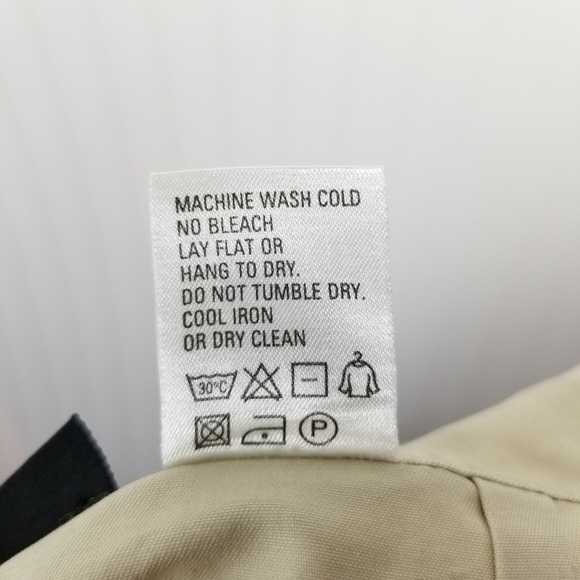 MACHINE WASH COLD
NO BLEACH
LAY FLAT OR
HANG TO DRY.
DO NOT TUMBLE DRY.
COOL IRON
OR DRY CLEAN
30°C
P